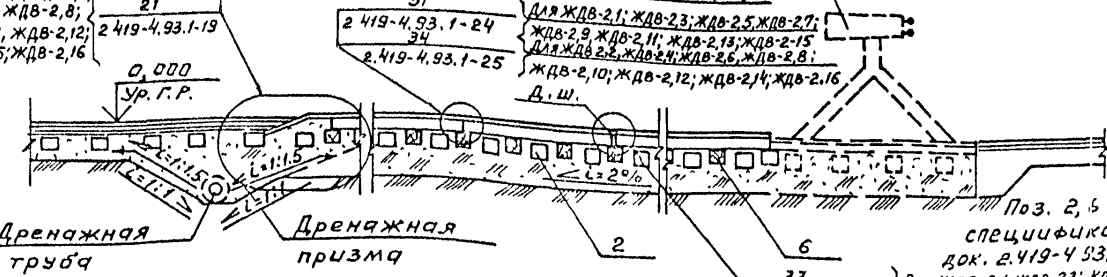 ЖДВ-2,8;
ЖДВ-2,12;
ЖДВ-2,16
21
2.419-4.93.1-19
0,000
Ур. Г.Р.
2.419-4.93.1-24
34
2.419-4.93.1-25
Для ЖДВ-2,1; ЖДВ-2,3; ЖДВ-2,5, ЖДВ-2,7;
ЖДВ-2,9, ЖДВ-2,11; ЖДВ-2,13; ЖДВ-2-15
Для ЖДВ-2,2, ЖДВ-2,4; ЖДВ-2,6, ЖДВ-2,8;
ЖДВ-2,10; ЖДВ-2,12; ЖДВ-2,14; ЖДВ-2,16
Д.Ш.
i=1:1.5
i=1:1
i=1:1.5
i=1:1
i=2%
Дренажная
труба
Дренажная
призма
2
6
33
Поз. 2, 6
док. 2.419-4